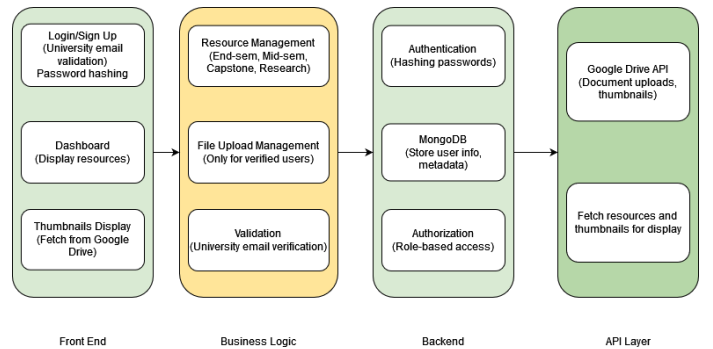 Login/Sign Up
(University email
validation)
Password hashing
Dashboard
(Display resources)
Thumbnails Display
(Fetch from Google
Drive)
Resource Management
(End-sem, Mid-sem,
Capstone, Research)
File Upload Management
(Only for verified users)
Validation
(University email verification)
Authentication
(Hashing passwords)
MongoDB
(Store user info,
metadata)
Authorization
(Role-based access)
Google Drive API
(Document uploads,
thumbnails)
Fetch resources and
thumbnails for display
Front End
Business Logic
Backend
API Layer